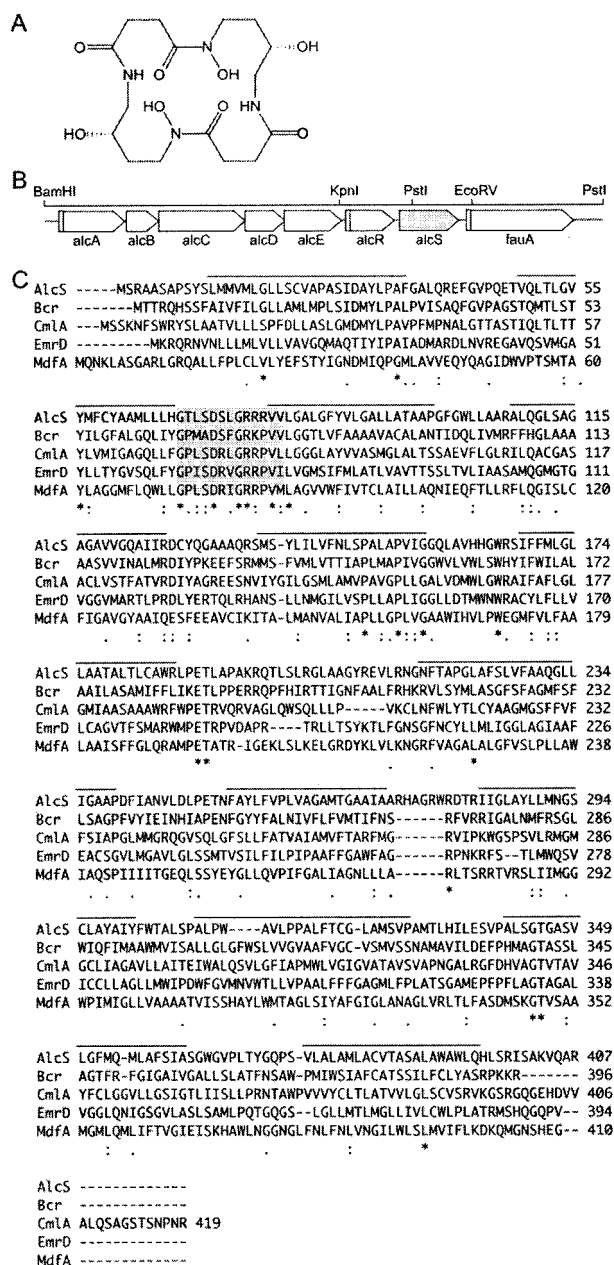 A
O
N
OH
NH
O
OH
HO
O
HO
N
HN
O
O
B
BamHI KpnI PstI EcoRV PstI
alcA alcB alcC alcD alcE alcR alcS fauA
C
AlcS -----MSRAASAPSYSLMMVMLGLLSCVAPASIDAYLPAFGALQREFGVPQETVQLTLGV 55
Bcr -------MTTRQHSSFAIVFILGLLAMLMPLSIDMYLPALPVISAQFGVPAGSTQMTLST 53
CmlA ---MSSKNFSWRYSLAATVLLLSPFDLLASLGMDMYLPAVPFMPNALGTTASTIQLTLTT 57
EmrD ---------MKRQRNVNLLLMLVLLVAVGQMAQTIYIPAIADMARDLNVREGAVQSVMGA 51
MdfA MQNKLASGARLGRQALLFPLCLVLYEFSTYIGNDMIQPGMLAVVEQYQAGIDWVPTSMTA 60
. * . * : . :
AlcS YMFCYAAMLLLHGTLSDSLGRRRVVLGALGFYVLGALLATAAPGFGWLLAARALQGLSAG 115
Bcr YILGFALGQLIYGPMADSFGRKPVVLGGTLVFAAAAVACALANTIDQLIVMRFFHGLAAA 113
CmlA YLVMIGAGQLLFGPLSDRLGRRPVLLGGGLAYVVASMGLALTSSAEVFLGLRILQACGAS 117
EmrD YLLTYGVSQLFYGPISDRVGRRPVILVGMSIFMLATLVAVTTSSLTVLIAASAMQGMGTG 111
MdfA YLAGGMFLQWLLGPLSDRIGRRPVMLAGVVWFIVTCLAILLAQNIEQFTLLRFLQGISLC 120
*: : *.::* .**: *:* . : : : :: .
AlcS AGAVVGQAIIRDCYQGAAAQRSMS-YLILVFNLSPALAPVIGGQLAVHHGWRSIFFMLGL 174
Bcr AASVVINALMRDIYPKEEFSRMMS-FVMLVTTIAPLMAPIVGGWVLVWLSWHYIFWILAL 172
CmlA ACLVSTFATVRDIYAGREESNVIYGILGSMLAMVPAVGPLLGALVDMWLGWRAIFAFLGL 177
EmrD VGGVMARTLPRDLYERTQLRHANS-LLNMGILVSPLLAPLIGGLLDTMWNWRACYLFLLV 170
MdfA FIGAVGYAAIQESFEEAVCIKITA-LMANVALIAPLLGPLVGAAWIHVLPWEGMFVLFAA 179
. : :: : . : : * .*::*. * : ::
AlcS LAATALTLCAWRLPETLAPAKRQTLSLRGLAAGYREVLRNGNFTAPGLAFSLVFAAQGLL 234
Bcr AAILASAMIFFLIKETLPPERRQPFHIRTTIGNFAALFRHKRVLSYMLASGFSFAGMFSF 232
CmlA GMIAASAAAWRFWPETRVQRVAGLQWSQLLLP-----VKCLNFWLYTLCYAAGMGSFFVF 232
EmrD LCAGVTFSMARWMPETRPVDAPR----TRLLTSYKTLFGNSGFNCYLLMLIGGLAGIAAF 226
MdfA LAAISFFGLQRAMPETATR-IGEKLSLKELGRDYKLVLKNGRFVAGALALGFVSLPLLAW 238
** . *
AlcS IGAAPDFIANVLDLPETNFAYLFVPLVAGAMTGAAIAARHAGRWRDTRIIGLAYLLMNGS 294
Bcr LSAGPFVYIEINHIAPENFGYYFALNIVFLFVMTIFNS------RFVRRIGALNMFRSGL 286
CmlA FSIAPGLMMGRQGVSQLGFSLLFATVAIAMVFTARFMG------RVIPKWGSPSVLRMGM 286
EmrD EACSGVLMGAVLGLSSMTVSILFILPIPAAFFGAWFAG------RPNKRFS--TLMWQSV 278
MdfA IAQSPIIIITGEQLSSYEYGLLQVPIFGALIAGNLLLA------RLTSRRTVRSLIIMGG 292
. . : . . * :: .
AlcS CLAYAIYFWTALSPALPW----AVLPPALFTCG-LAMSVPAMTLHILESVPALSGTGASV 349
Bcr WIQFIMAAWMVISALLGLGFWSLVVGVAAFVGC-VSMVSSNAMAVILDEFPHMAGTASSL 345
CmlA GCLIAGAVLLAITEIWALQSVLGFIAPMWLVGIGVATAVSVAPNGALRGFDHVAGTVTAV 346
EmrD ICCLLAGLLMWIPDWFGVMNVWTLLVPAALFFFGAGMLFPLATSGAMEPFPFLAGTAGAL 338
MdfA WPIMIGLLVAAAATVISSHAYLWMTAGLSIYAFGIGLANAGLVRLTLFASDMSKGTVSAA 352
. . : . : ** :
AlcS LGFMQ-MLAFSIASGWGVPLTYGQPS-VLALAMLACVTASALAWAWLQHLSRISAKVQAR 407
Bcr AGTFR-FGIGAIVGALLSLATFNSAW-PMIWSIAFCATSSILFCLYASRPKKR------- 396
CmlA YFCLGGVLLGSIGTLIISLLPRNTAWPVVVYCLTLATVVLGLSCVSRVKGSRGQGEHDVV 406
EmrD VGGLQNIGSGVLASLSAMLPQTGQGS--LGLLMTLMGLLIVLCWLPLATRMSHQGQPV-- 394
MdfA MGMLQMLIFTVGIEISKHAWLNGGNGLFNLFNLVNGILWLSLMVIFLKDKQMGNSHEG-- 410
: . . : *
AlcS -------------
Bcr -------------
CmlA ALQSAGSTSNPNR 419
EmrD -------------
MdfA -------------